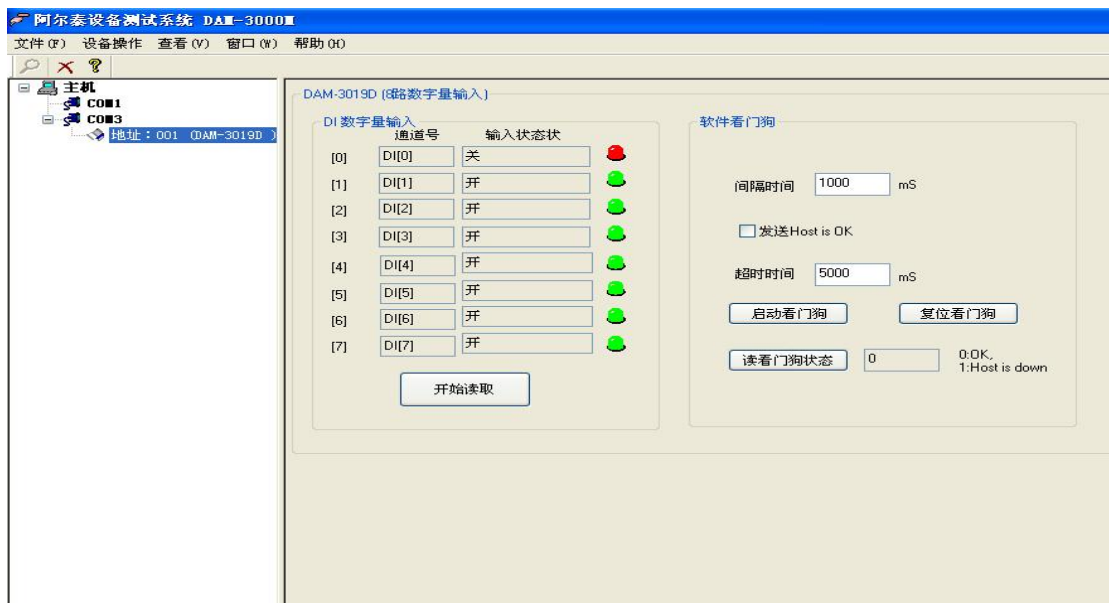 阿尔泰设备测试系统 DAM-3000M
文件(F) 设备操作 查看(V) 窗口(W) 帮助(H)
主机
COM1
COM3
地址：001 (DAM-3019D )
DAM-3019D (8路数字量输入)
DI 数字量输入
通道号 输入状态状
[0] DI[0] 关
[1] DI[1] 开
[2] DI[2] 开
[3] DI[3] 开
[4] DI[4] 开
[5] DI[5] 开
[6] DI[6] 开
[7] DI[7] 开
开始读取
软件看门狗
间隔时间 1000 mS
发送Host is OK
超时时间 5000 mS
启动看门狗 复位看门狗
读看门狗状态 0 0:OK,
1:Host is down